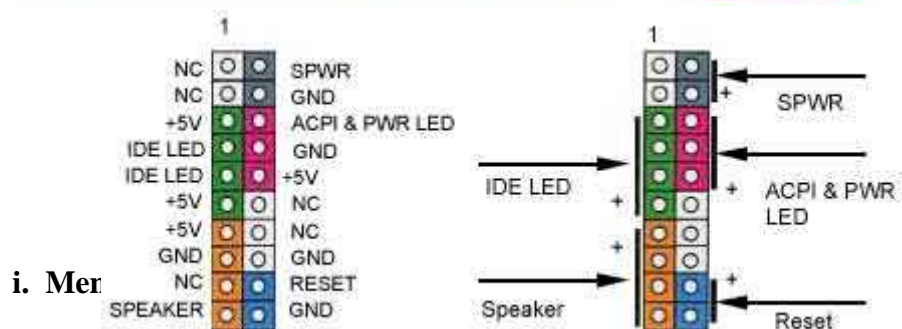 1
NC SPWR
NC GND
+5V ACPI & PWR LED
IDE LED GND
IDE LED +5V
+5V NC
+5V NC
GND GND
NC RESET
SPEAKER GND
i.
1
+
SPWR
IDE LED
+
+
ACPI & PWR
LED
+
Speaker
+
Reset